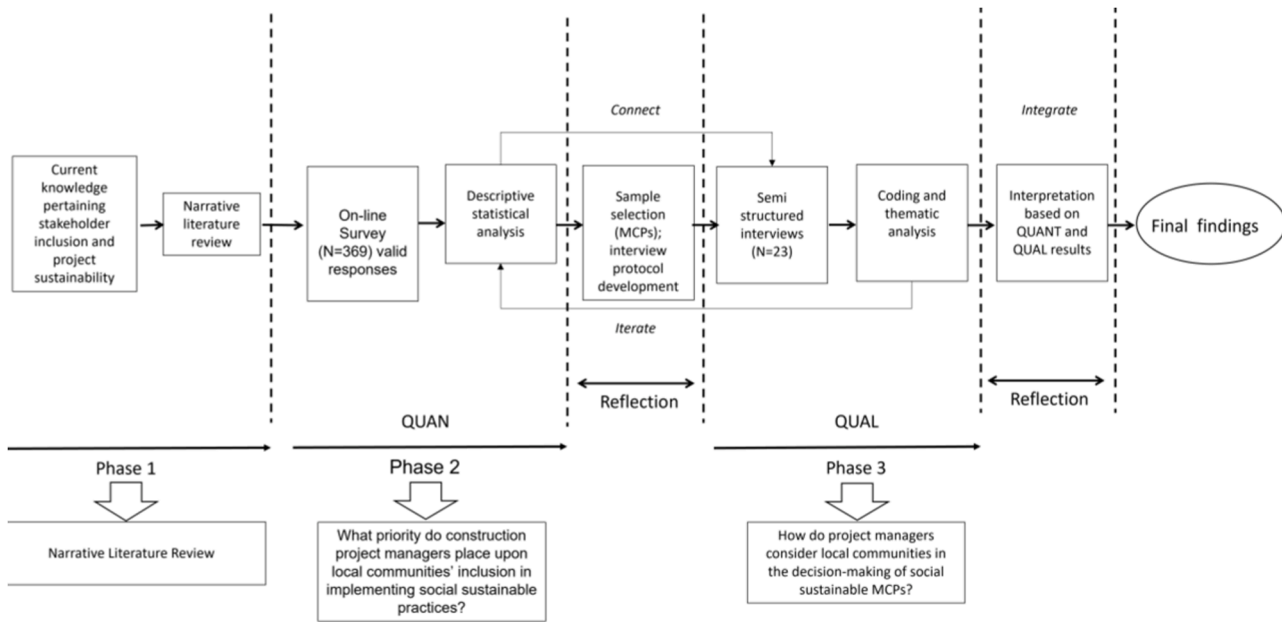 Connect
Integrate
Current
knowledge
pertaining
stakeholder
inclusion and
project
sustainability
Narrative
literature
review
On-line
Survey
(N=369) valid
responses
Descriptive
statistical
analysis
Sample
selection
(MCPs);
interview
protocol
development
Semi
structured
interviews
(N=23)
Coding and
thematic
analysis
Interpretation
based on
QUANT and
QUAL results
Final findings
Iterate
Reflection
Reflection
QUAN
QUAL
Phase 1
Phase 2
Phase 3
Narrative Literature Review
What priority do construction
project managers place upon
local communities' inclusion in
implementing social sustainable
practices?
How do project managers
consider local communities in
the decision-making of social
sustainable MCPs?